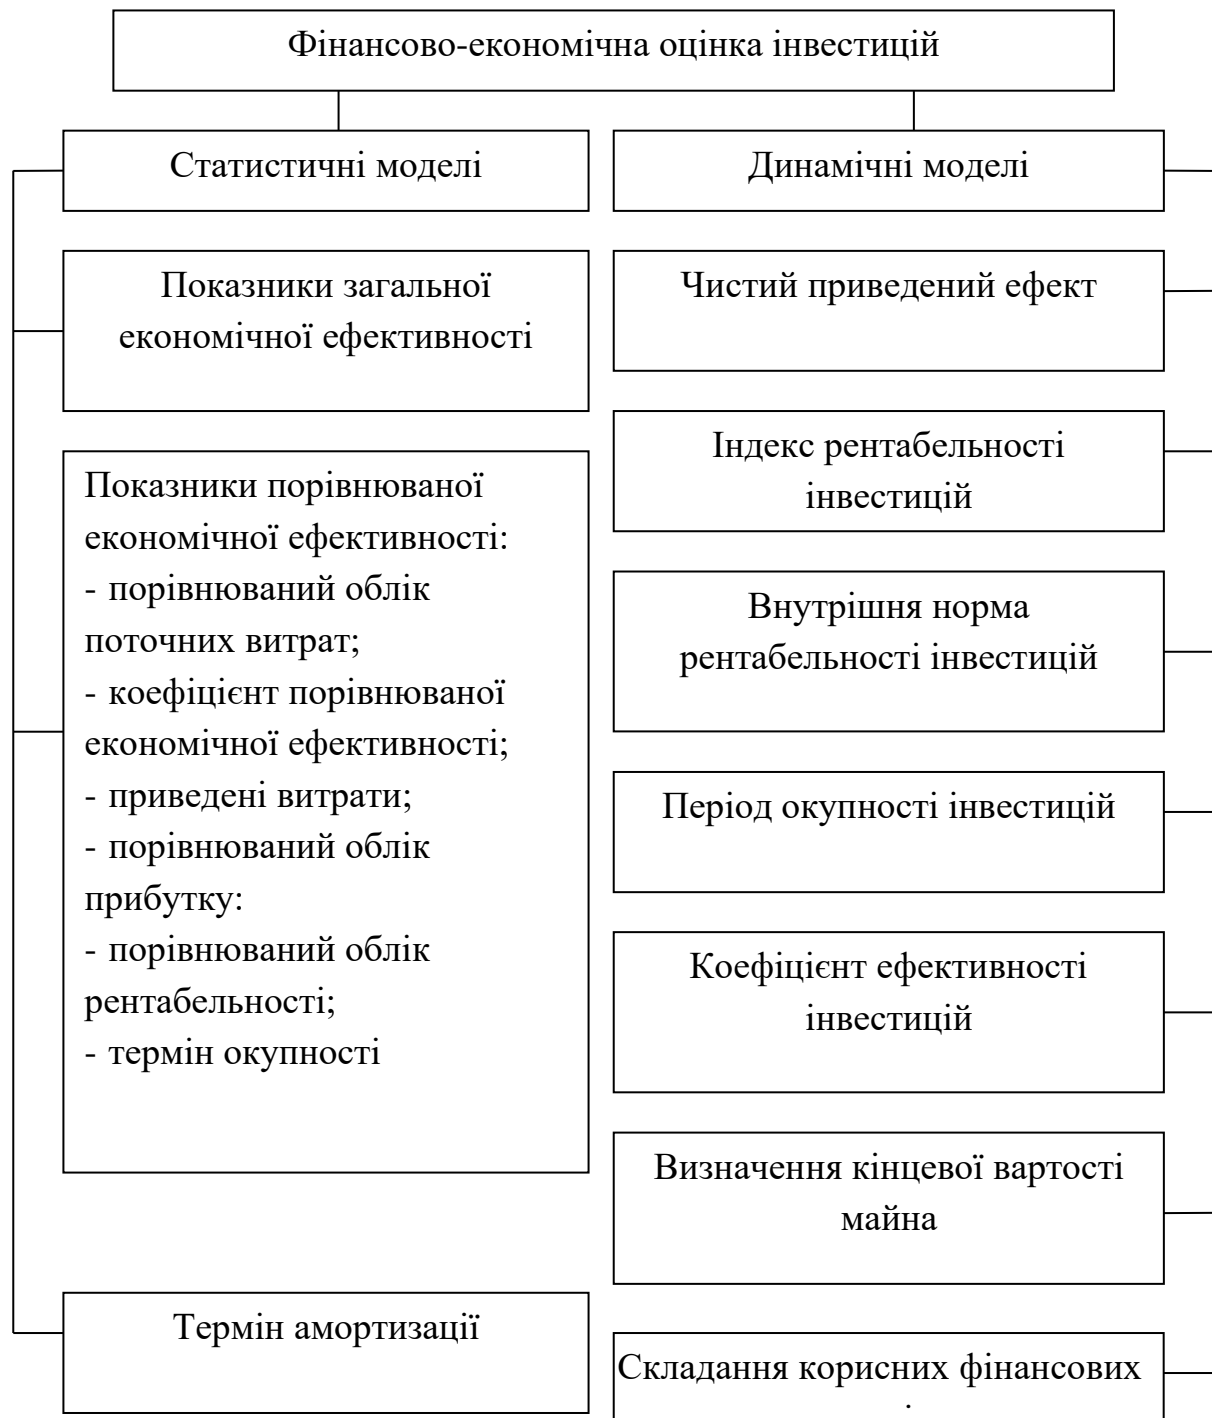 Фінансово-економічна оцінка інвестицій
Статистичні моделі
Динамічні моделі
Показники загальної
економічної ефективності
Чистий приведений ефект
Індекс рентабельності
інвестицій
Показники порівнюваної
економічної ефективності:
- порівнюваний облік
поточних витрат;
- коефіцієнт порівнюваної
економічної ефективності;
- приведені витрати;
- порівнюваний облік
прибутку:
- порівнюваний облік
рентабельності;
- термін окупності
Внутрішня норма
рентабельності інвестицій
Період окупності інвестицій
Коефіцієнт ефективності
інвестицій
Визначення кінцевої вартості
майна
Термін амортизації
Складання корисних фінансових